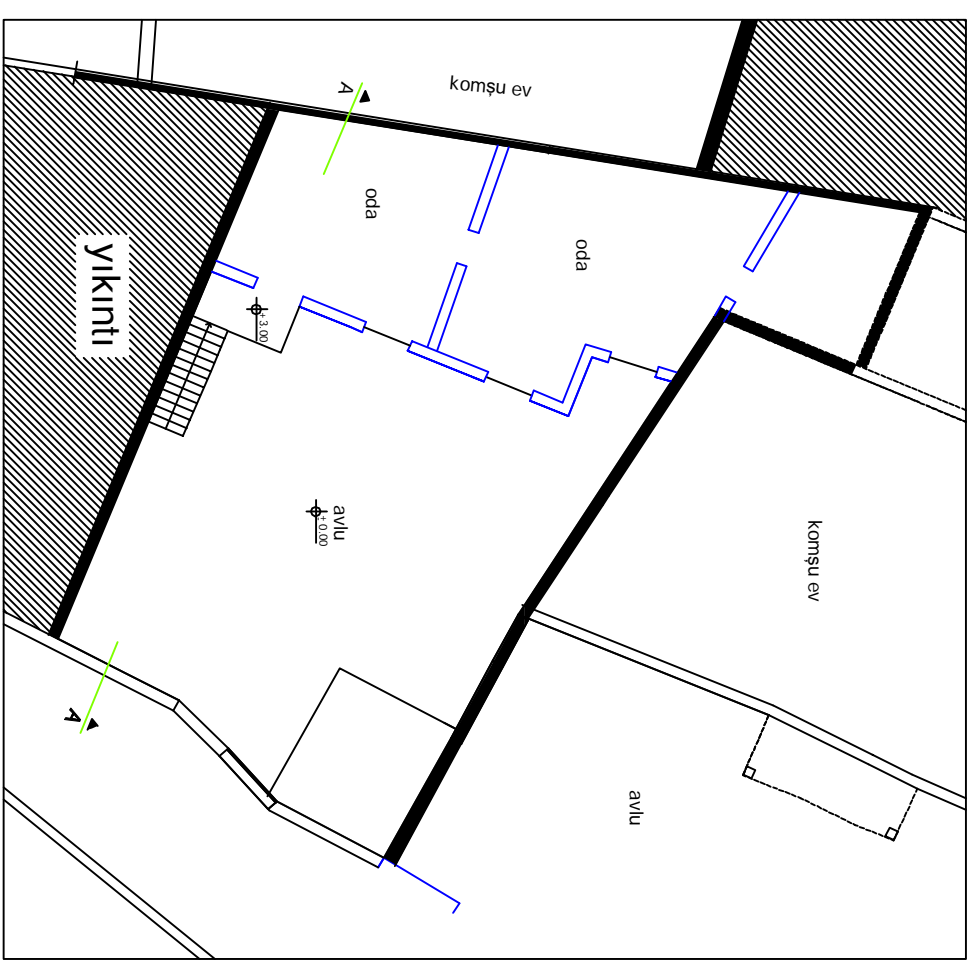 komşu ev
A
oda
oda
yıkıntı
+3.00
avlu
+ 0.00
komşu ev
A
avlu